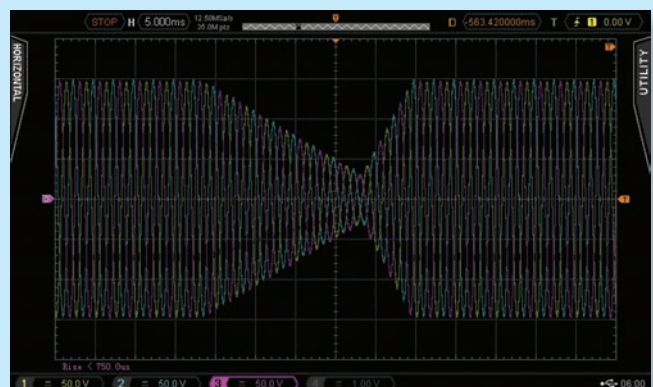 STOP H 5.000ms 12.50MSa/s 35.0M pts D -563.420000ms T 1 0.00 V
HORIZONTAL
UTILITY
T
T
Rise < 750.0us
1 = 50.0 V 2 = 50.0 V 3 = 50.0 V 4 = 1.00 V 06:00